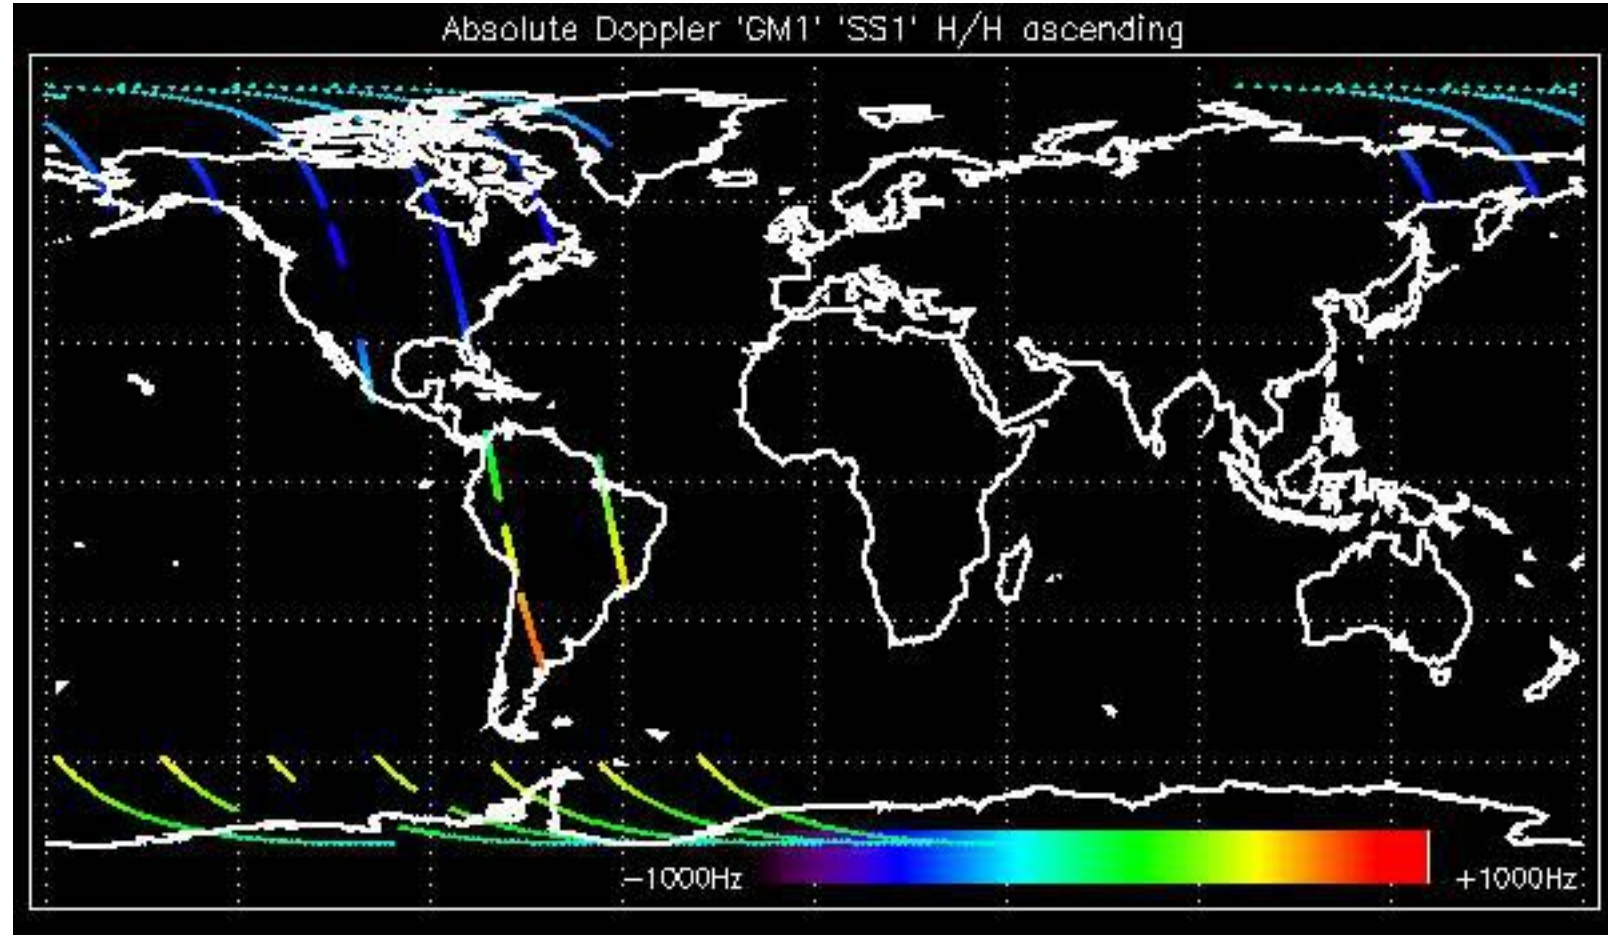 Absolute Doppler 'GM1' 'SS1' H/H ascending
-1000Hz
+1000Hz